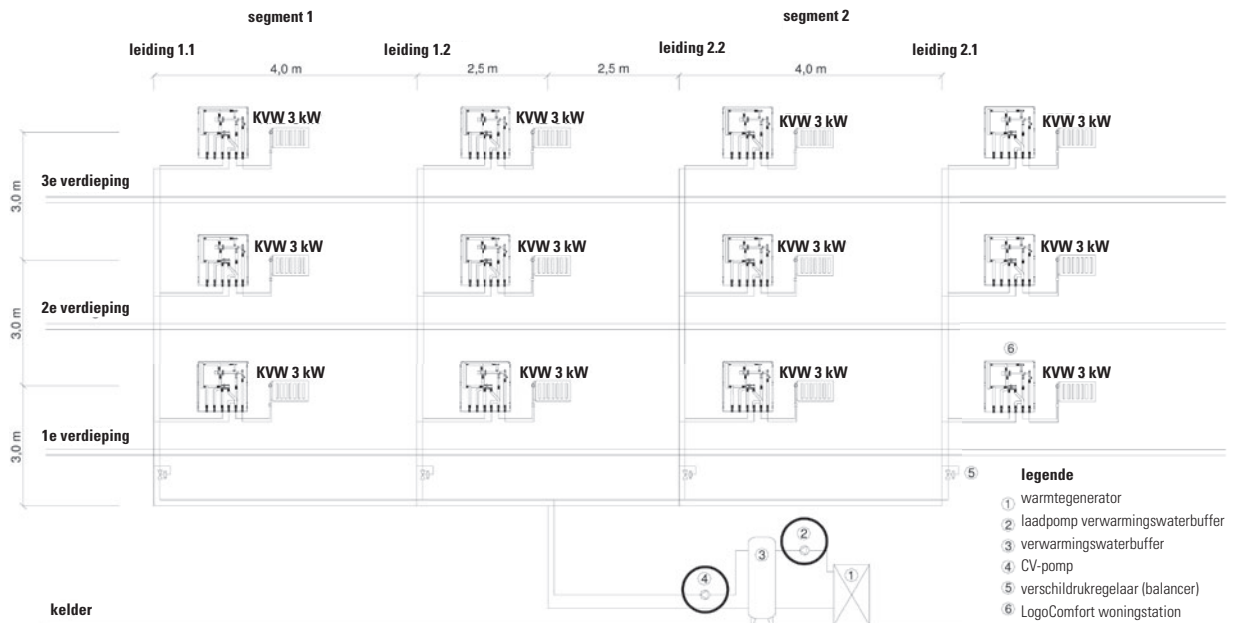 segment 1
segment 2
leiding 1.1
leiding 1.2
leiding 2.2
leiding 2.1
4,0 m
2,5 m
2,5 m
4,0 m
KVW 3 kW
KVW 3 kW
KVW 3 kW
KVW 3 kW
3,0 m
3e verdieping
KVW 3 kW
KVW 3 kW
KVW 3 kW
KVW 3 kW
3,0 m
2e verdieping
6
KVW 3 kW
KVW 3 kW
KVW 3 kW
KVW 3 kW
3,0 m
1e verdieping
5
legende
1 warmtegenerator
2 laadpomp verwarmingswaterbuffer
3 verwarmingswaterbuffer
4 CV-pomp
5 verschildrukregelaar (balancer)
6 LogoComfort woningstation
2
3
4
1
kelder